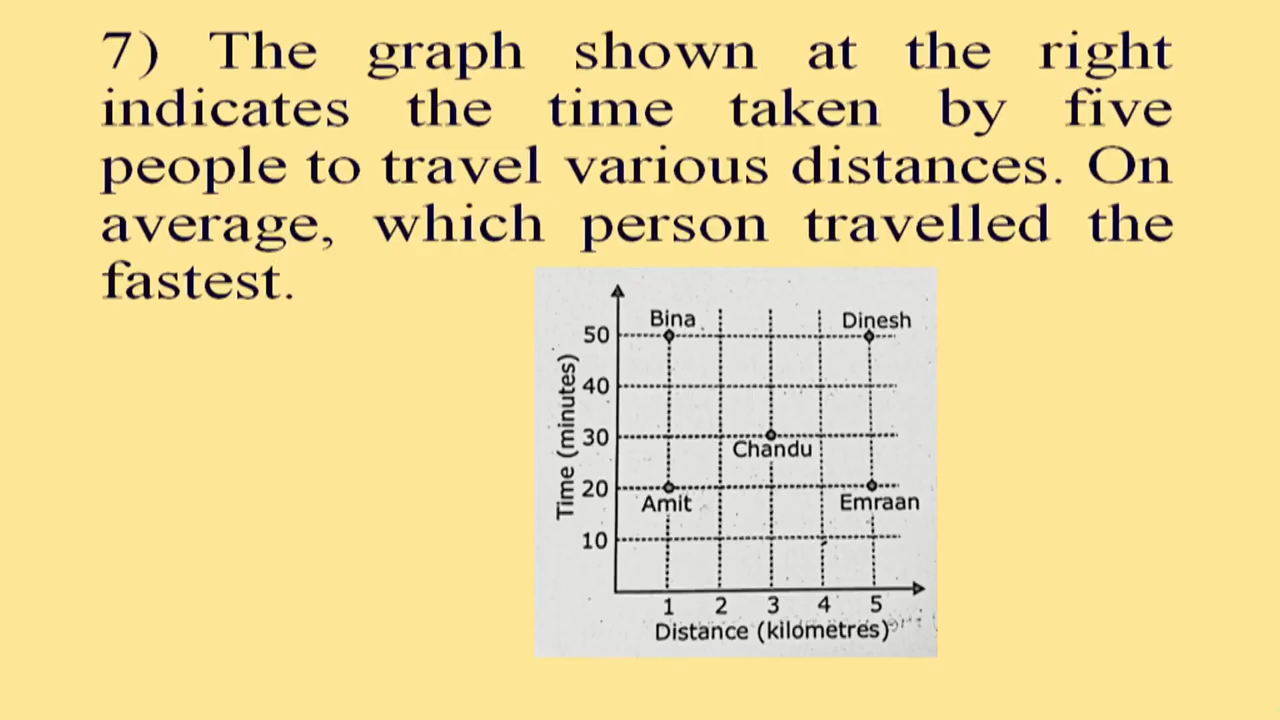 7) The graph shown at the right
indicates the time taken by five
people to travel various distances. On
average, which person travelled the
fastest.
Bina
Dinesh
50
40
30
Chandu
20
Amit
Emraan
10
Time (minutes)
1 2 3 4 5
Distance (kilometres)